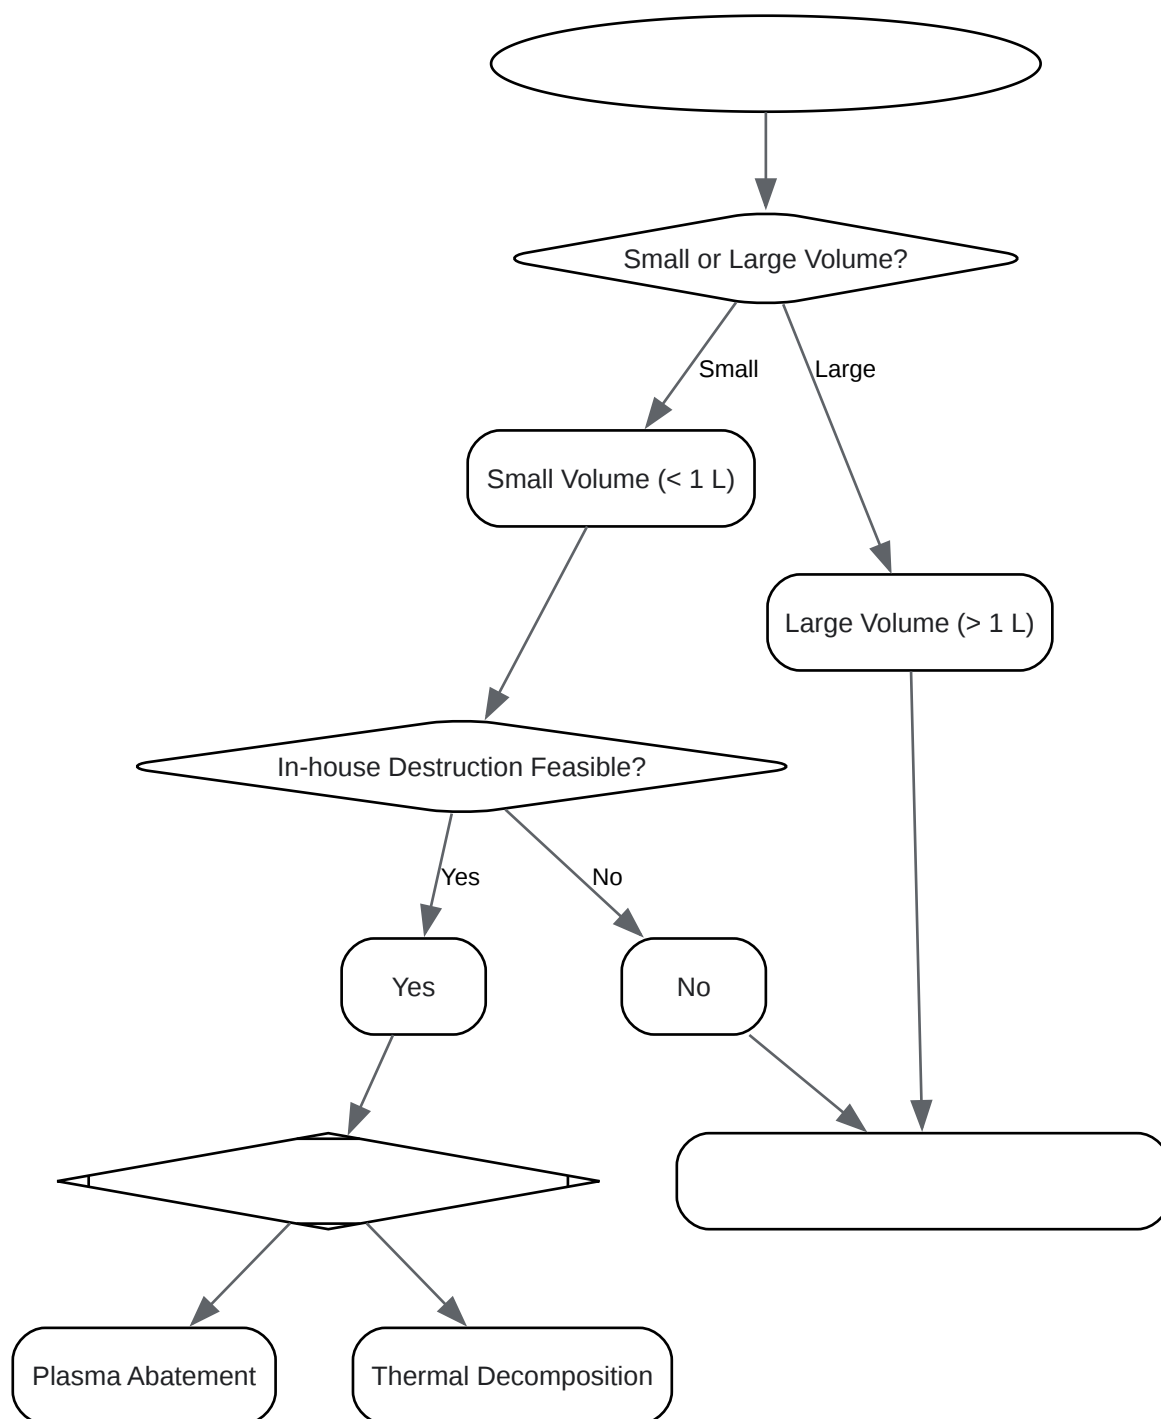 Small or Large Volume?
Small
Large
Small Volume (< 1 L)
Large Volume (> 1 L)
In-house Destruction Feasible?
Yes
No
Yes
No
Plasma Abatement
Thermal Decomposition